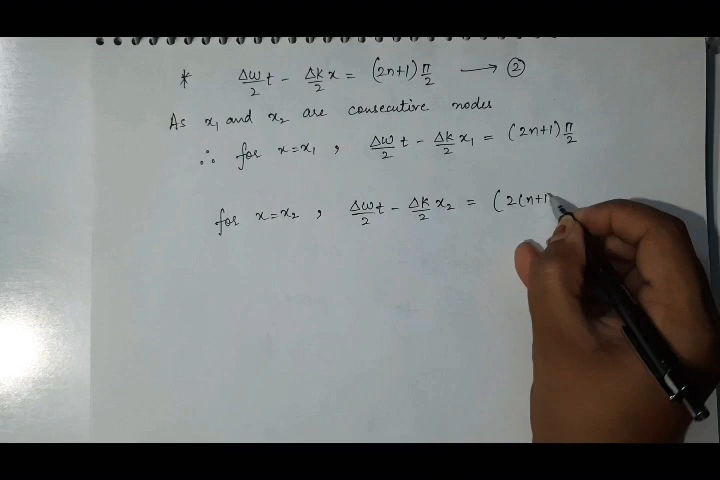 * Δω/2 t - Δk/2 x = (2n+1) π/2 → ②
As x₁ and x₂ are consecutive nodes
∴ for x=x₁ , Δω/2 t - Δk/2 x₁ = (2n+1) π/2
for x=x₂ , Δω/2 t - Δk/2 x₂ = (2(n+1)